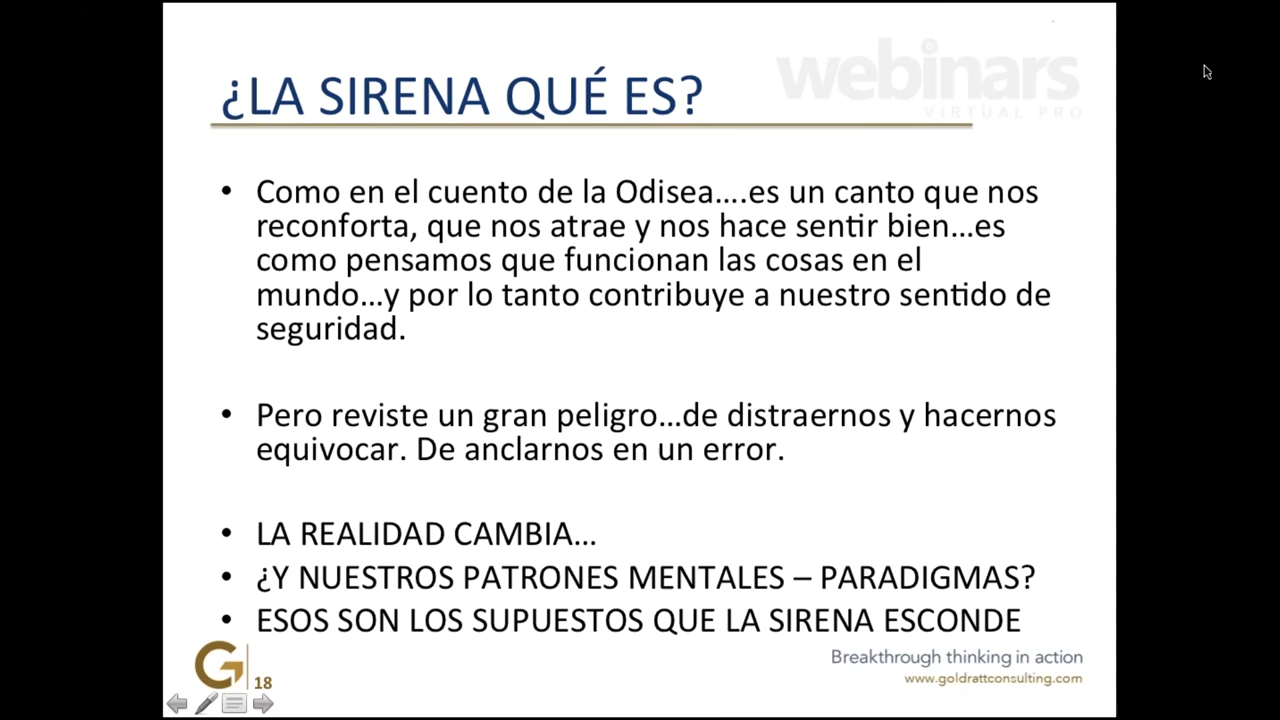 webinars
VIRTUAL PRO
¿LA SIRENA QUÉ ES?
• Como en el cuento de la Odisea….es un canto que nos
reconforta, que nos atrae y nos hace sentir bien…es
como pensamos que funcionan las cosas en el
mundo…y por lo tanto contribuye a nuestro sentido de
seguridad.
• Pero reviste un gran peligro…de distraernos y hacernos
equivocar. De anclarnos en un error.
• LA REALIDAD CAMBIA…
• ¿Y NUESTROS PATRONES MENTALES – PARADIGMAS?
• ESOS SON LOS SUPUESTOS QUE LA SIRENA ESCONDE
G
18
Breakthrough thinking in action
www.goldrattconsulting.com